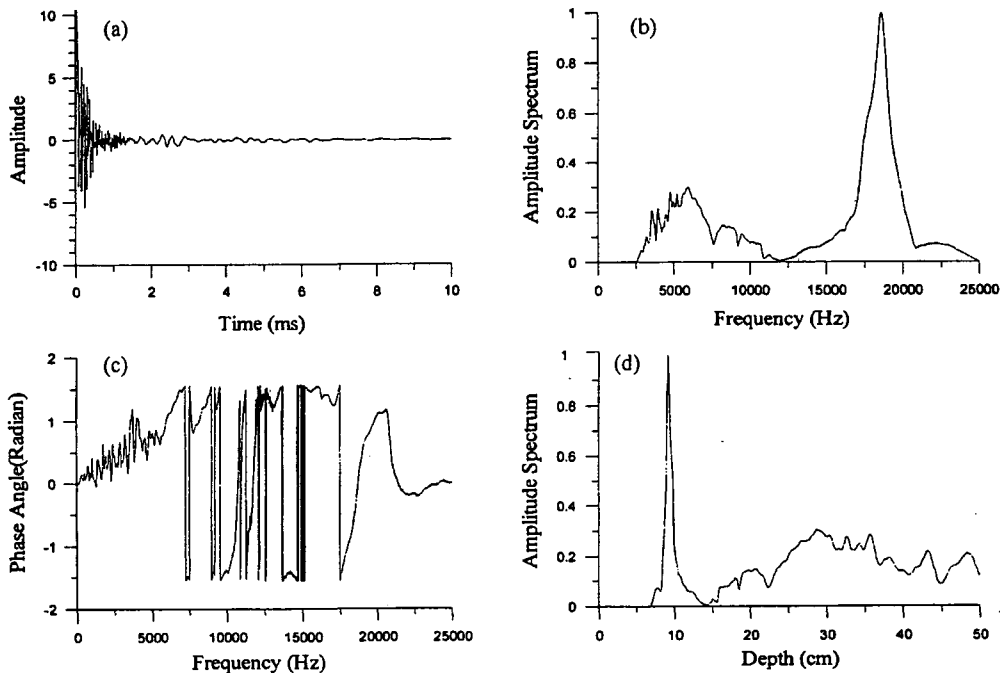 (a)
10
5
0
-5
-10
Amplitude
0 2 4 6 8 10
Time (ms)
(b)
1
0.8
0.6
0.4
0.2
0
Amplitude Spectrum
0 5000 10000 15000 20000 25000
Frequency (Hz)
(c)
2
1
0
-1
-2
Phase Angle(Radian)
0 5000 10000 15000 20000 25000
Frequency (Hz)
(d)
1
0.8
0.6
0.4
0.2
0
Amplitude Spectrum
0 10 20 30 40 50
Depth (cm)